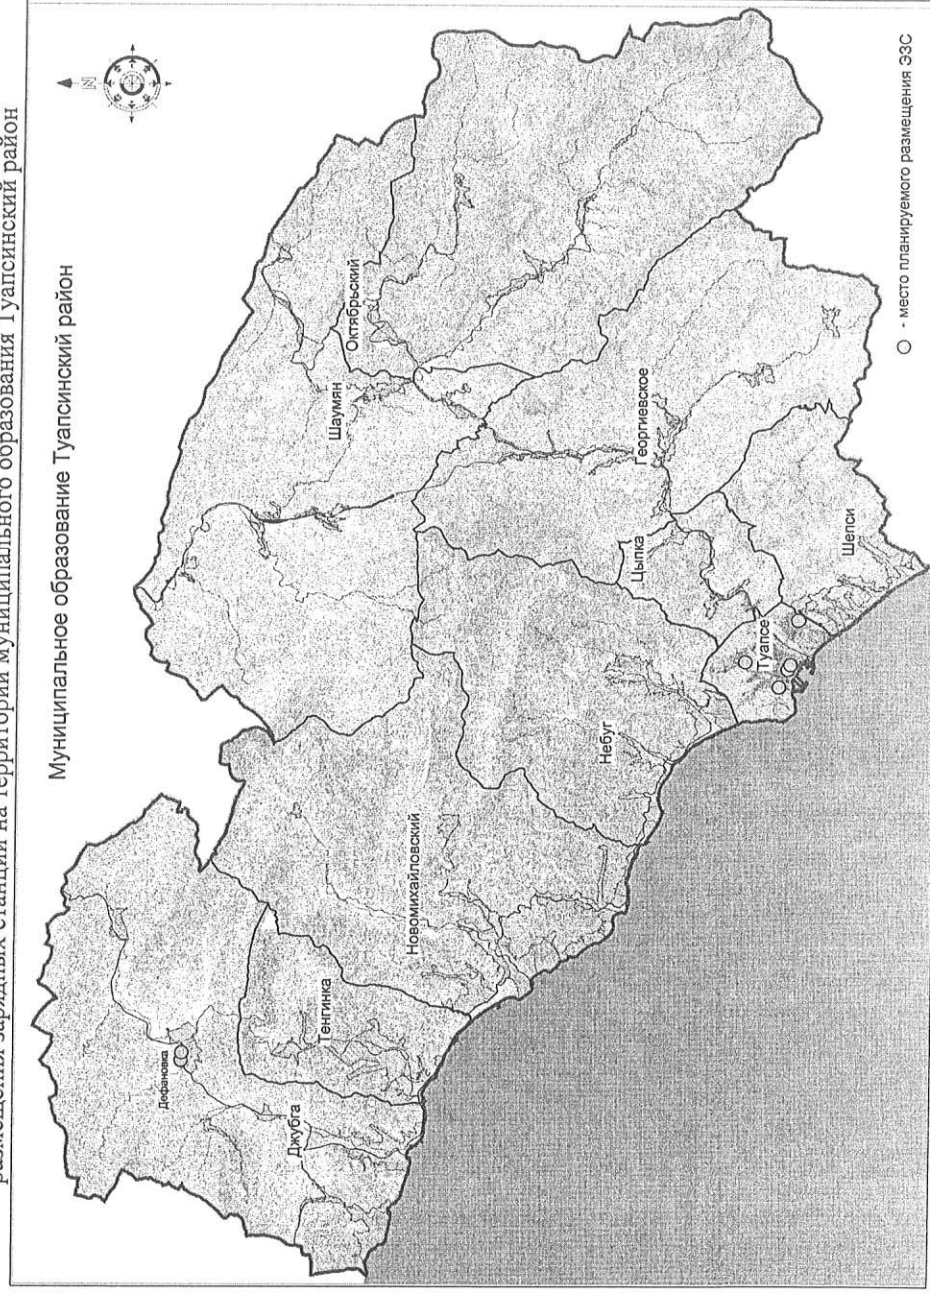 размещения зарядных станций на территории муниципального образования Туапсинский район
Муниципальное образование Туапсинский район
N
Октябрьский
Шаумян
Георгиевское
Цыпка
Шепси
Туапсе
Небуг
Новомихайловский
Тенгинка
Дефановка
Джубга
- место планируемого размещения ЭЗС